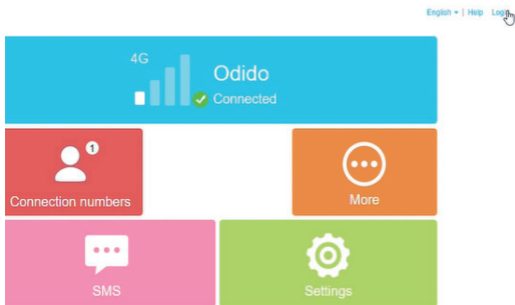 English | Help Login
4G
Odido
Connected
1
Connection numbers
More
SMS
Settings